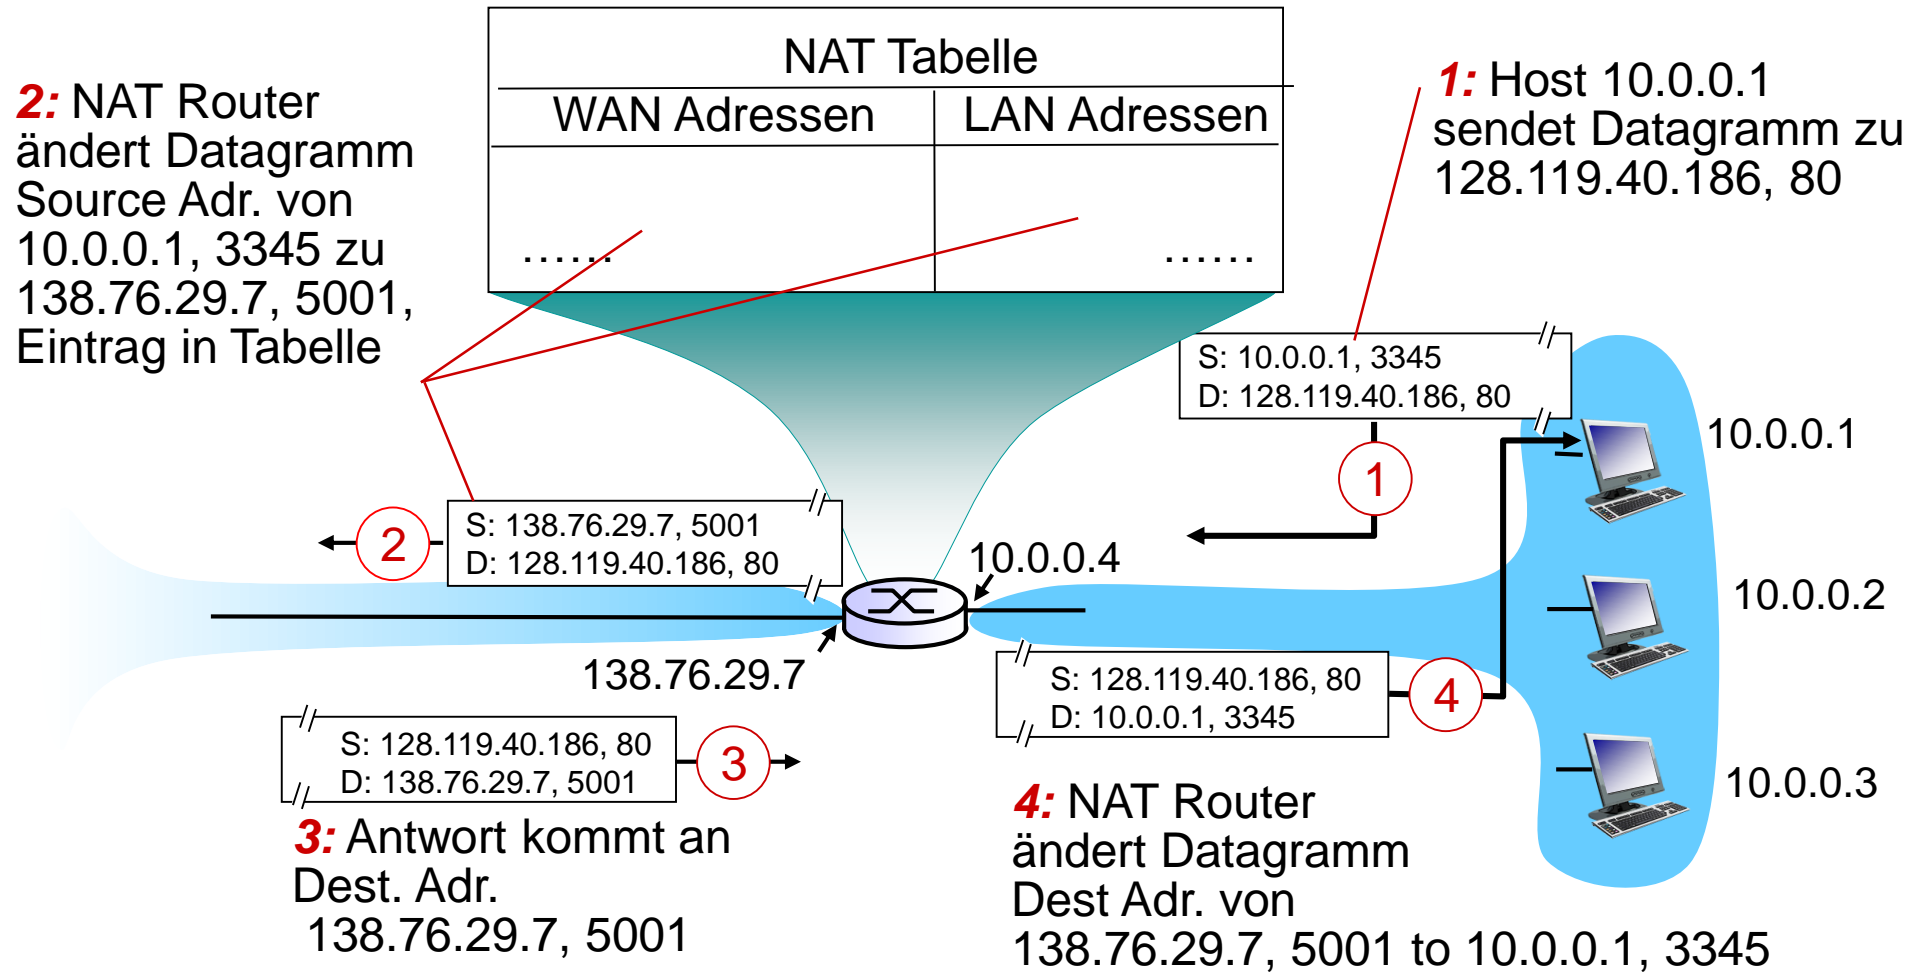 NAT Tabelle
WAN Adressen
LAN Adressen
......
......
2: NAT Router
ändert Datagramm
Source Adr. von
10.0.0.1, 3345 zu
138.76.29.7, 5001,
Eintrag in Tabelle
1: Host 10.0.0.1
sendet Datagramm zu
128.119.40.186, 80
S: 10.0.0.1, 3345
D: 128.119.40.186, 80
1
10.0.0.1
2
S: 138.76.29.7, 5001
D: 128.119.40.186, 80
10.0.0.4
10.0.0.2
138.76.29.7
S: 128.119.40.186, 80
D: 10.0.0.1, 3345
4
S: 128.119.40.186, 80
D: 138.76.29.7, 5001
3
10.0.0.3
3: Antwort kommt an
Dest. Adr.
138.76.29.7, 5001
4: NAT Router
ändert Datagramm
Dest Adr. von
138.76.29.7, 5001 to 10.0.0.1, 3345